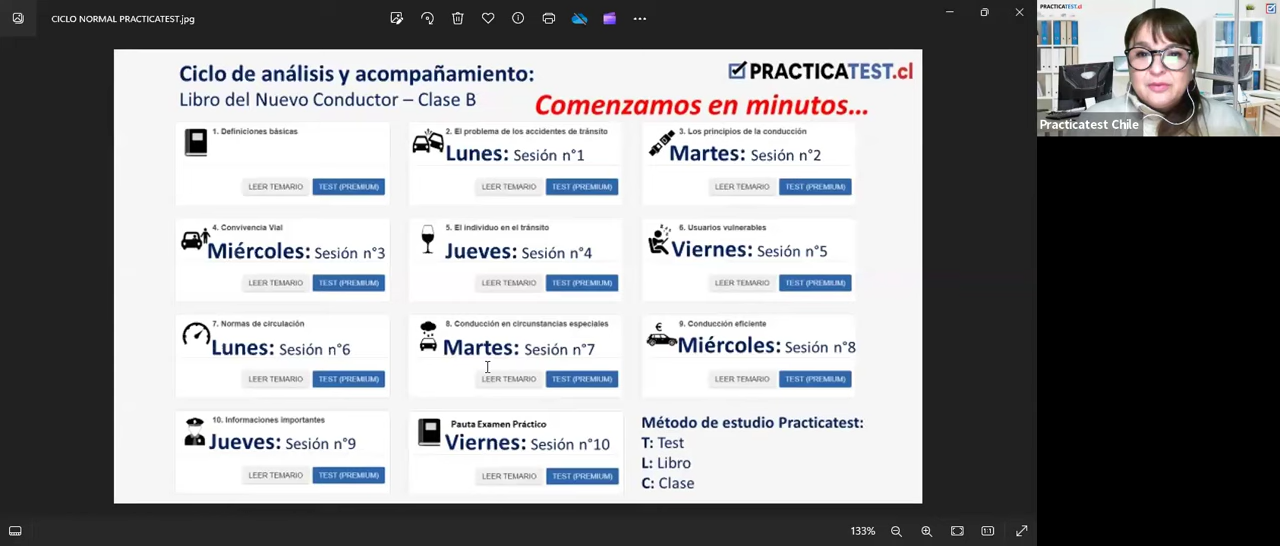 CICLO NORMAL PRACTICATEST.jpg
PRACTICATEST.cl
Practicatest Chile
Ciclo de análisis y acompañamiento:
Libro del Nuevo Conductor – Clase B
PRACTICATEST.cl
Comenzamos en minutos...
1. Definiciones básicas
LEER TEMARIO TEST (PREMIUM)
2. El problema de los accidentes de tránsito
Lunes: Sesión n°1
LEER TEMARIO TEST (PREMIUM)
3. Los principios de la conducción
Martes: Sesión n°2
LEER TEMARIO TEST (PREMIUM)
4. Convivencia Vial
Miércoles: Sesión n°3
LEER TEMARIO TEST (PREMIUM)
5. El individuo en el tránsito
Jueves: Sesión n°4
LEER TEMARIO TEST (PREMIUM)
6. Usuarios vulnerables
Viernes: Sesión n°5
LEER TEMARIO TEST (PREMIUM)
7. Normas de circulación
Lunes: Sesión n°6
LEER TEMARIO TEST (PREMIUM)
8. Conducción en circunstancias especiales
Martes: Sesión n°7
LEER TEMARIO TEST (PREMIUM)
9. Conducción eficiente
Miércoles: Sesión n°8
LEER TEMARIO TEST (PREMIUM)
10. Informaciones importantes
Jueves: Sesión n°9
LEER TEMARIO TEST (PREMIUM)
Pauta Examen Práctico
Viernes: Sesión n°10
LEER TEMARIO TEST (PREMIUM)
Método de estudio Practicatest:
T: Test
L: Libro
C: Clase
133%